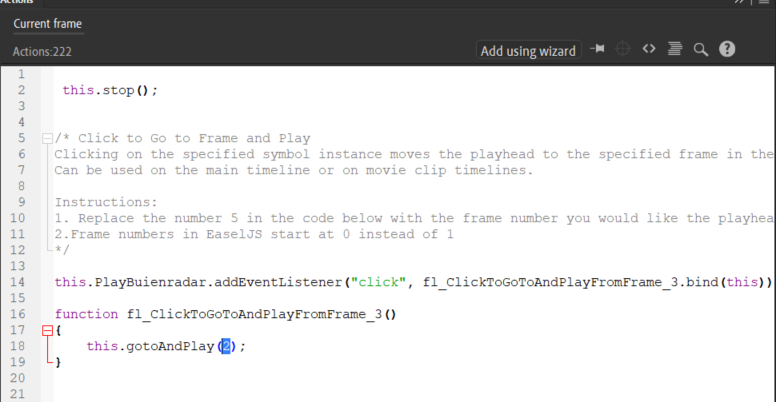 Actions
Current frame
Actions:222
Add using wizard
1
2 this.stop();
3
4
5 /* Click to Go to Frame and Play
6 Clicking on the specified symbol instance moves the playhead to the specified frame in the
7 Can be used on the main timeline or on movie clip timelines.
8
9 Instructions:
10 1. Replace the number 5 in the code below with the frame number you would like the playhea
11 2.Frame numbers in EaselJS start at 0 instead of 1
12 */
13
14 this.PlayBuienradar.addEventListener("click", fl_ClickToGoToAndPlayFromFrame_3.bind(this))
15
16 function fl_ClickToGoToAndPlayFromFrame_3()
17 {
18 this.gotoAndPlay(2);
19 }
20
21